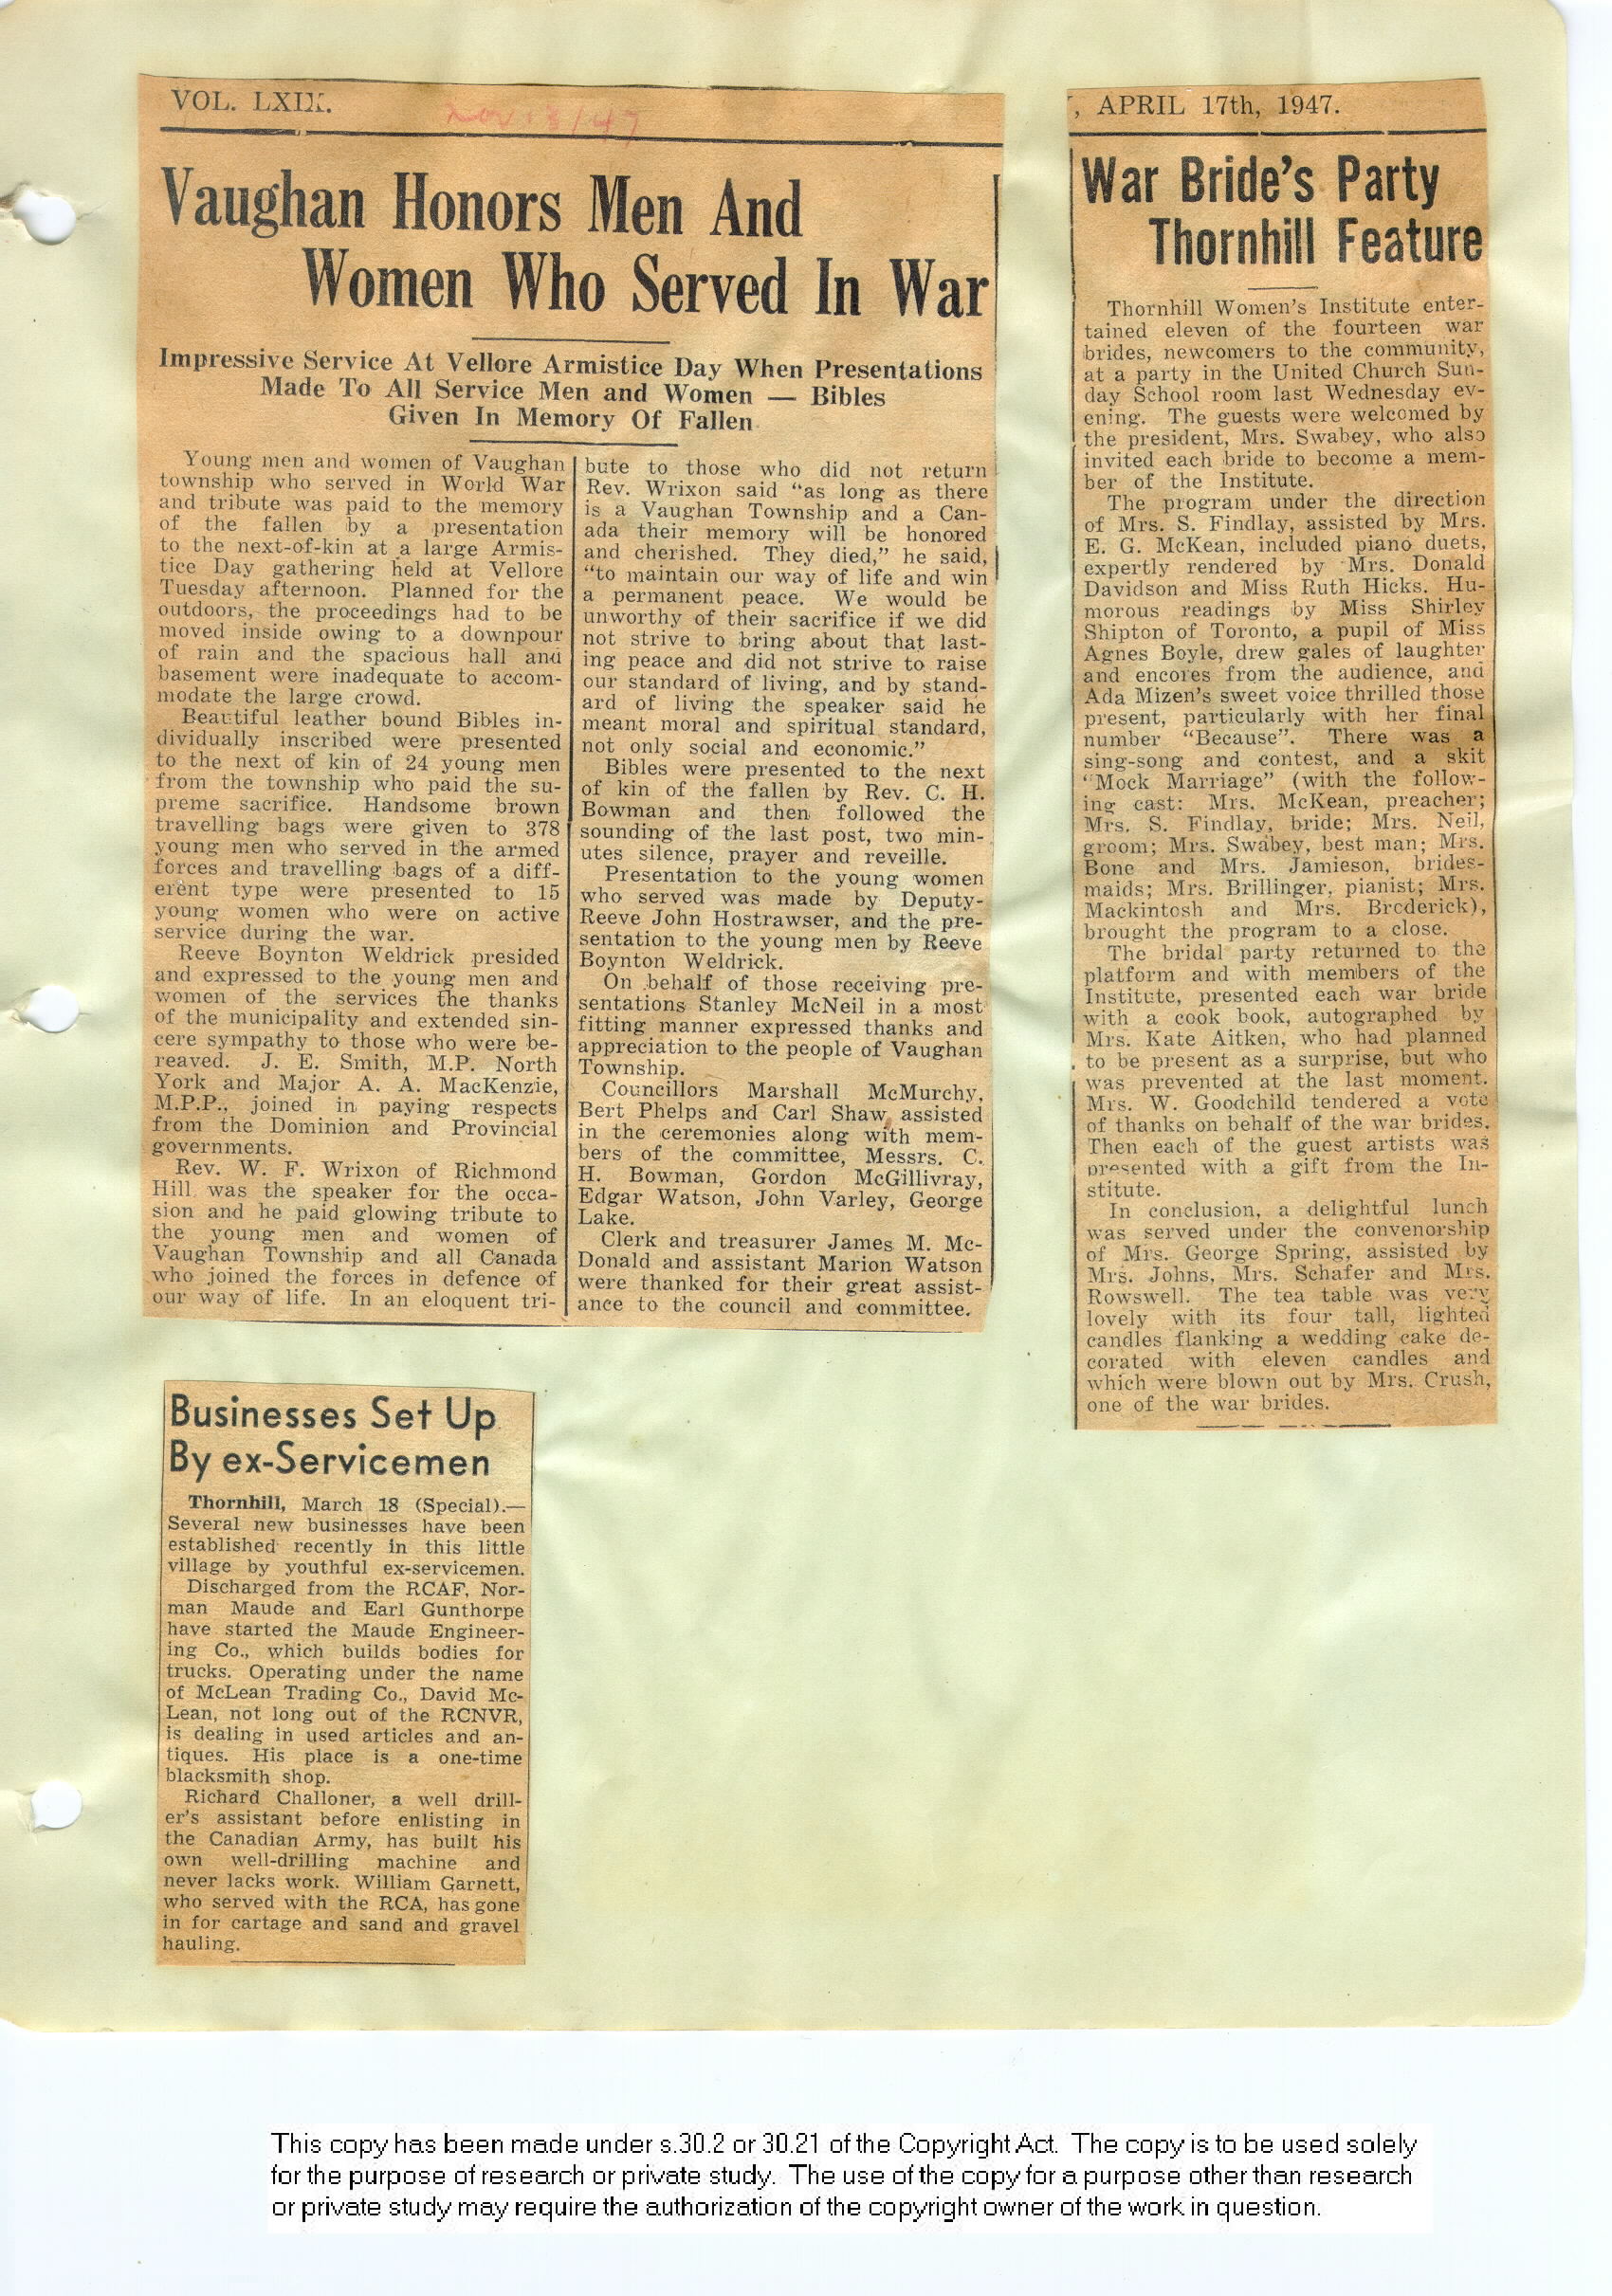 VOL. LXIX.
Nov. 13/47
Vaughan Honors Men And
Women Who Served In War
Impressive Service At Vellore Armistice Day When Presentations
Made To All Service Men and Women — Bibles
Given In Memory Of Fallen
Young men and women of Vaughan
township who served in World War
and tribute was paid to the memory
of the fallen by a presentation
to the next-of-kin at a large Armis-
tice Day gathering held at Vellore
Tuesday afternoon. Planned for the
outdoors, the proceedings had to be
moved inside owing to a downpour
of rain and the spacious hall and
basement were inadequate to accom-
modate the large crowd.
Beautiful leather bound Bibles in-
dividually inscribed were presented
to the next of kin of 24 young men
from the township who paid the su-
preme sacrifice. Handsome brown
travelling bags were given to 378
young men who served in the armed
forces and travelling bags of a diff-
erent type were presented to 15
young women who were on active
service during the war.
Reeve Boynton Weldrick presided
and expressed to the young men and
women of the services the thanks
of the municipality and extended sin-
cere sympathy to those who were be-
reaved. J. E. Smith, M.P. North
York and Major A. A. MacKenzie,
M.P.P., joined in paying respects
from the Dominion and Provincial
governments.
Rev. W. F. Wrixon of Richmond
Hill was the speaker for the occa-
sion and he paid glowing tribute to
the young men and women of
Vaughan Township and all Canada
who joined the forces in defence of
our way of life. In an eloquent tri-
bute to those who did not return
Rev. Wrixon said "as long as there
is a Vaughan Township and a Can-
ada their memory will be honored
and cherished. They died," he said,
"to maintain our way of life and win
a permanent peace. We would be
unworthy of their sacrifice if we did
not strive to bring about that last-
ing peace and did not strive to raise
our standard of living, and by stand-
ard of living the speaker said he
meant moral and spiritual standard,
not only social and economic."
Bibles were presented to the next
of kin of the fallen by Rev. C. H.
Bowman and then followed the
sounding of the last post, two min-
utes silence, prayer and reveille.
Presentation to the young women
who served was made by Deputy-
Reeve John Hostrawser, and the pre-
sentation to the young men by Reeve
Boynton Weldrick.
On behalf of those receiving pre-
sentations Stanley McNeil in a most
fitting manner expressed thanks and
appreciation to the people of Vaughan
Township.
Councillors Marshall McMurchy,
Bert Phelps and Carl Shaw assisted
in the ceremonies along with mem-
bers of the committee, Messrs. C.
H. Bowman, Gordon McGillivray,
Edgar Watson, John Varley, George
Lake.
Clerk and treasurer James M. Mc-
Donald and assistant Marion Watson
were thanked for their great assist-
ance to the council and committee.
, APRIL 17th, 1947.
War Bride's Party
Thornhill Feature
Thornhill Women's Institute enter-
tained eleven of the fourteen war
brides, newcomers to the community,
at a party in the United Church Sun-
day School room last Wednesday ev-
ening. The guests were welcomed by
the president, Mrs. Swabey, who also
invited each bride to become a mem-
ber of the Institute.
The program under the direction
of Mrs. S. Findlay, assisted by Mrs.
E. G. McKean, included piano duets,
expertly rendered by Mrs. Donald
Davidson and Miss Ruth Hicks. Hu-
morous readings by Miss Shirley
Shipton of Toronto, a pupil of Miss
Agnes Boyle, drew gales of laughter
and encores from the audience, and
Ada Mizen's sweet voice thrilled those
present, particularly with her final
number "Because". There was a
sing-song and contest, and a skit
"Mock Marriage" (with the follow-
ing cast: Mrs. McKean, preacher;
Mrs. S. Findlay, bride; Mrs. Neil,
groom; Mrs. Swabey, best man; Mrs.
Bone and Mrs. Jamieson, brides-
maids; Mrs. Brillinger, pianist; Mrs.
Mackintosh and Mrs. Broderick),
brought the program to a close.
The bridal party returned to the
platform and with members of the
Institute, presented each war bride
with a cook book, autographed by
Mrs. Kate Aitken, who had planned
to be present as a surprise, but who
was prevented at the last moment.
Mrs. W. Goodchild tendered a vote
of thanks on behalf of the war brides.
Then each of the guest artists was
presented with a gift from the In-
stitute.
In conclusion, a delightful lunch
was served under the convenorship
of Mrs. George Spring, assisted by
Mrs. Johns, Mrs. Schafer and Mrs.
Rowswell. The tea table was very
lovely with its four tall, lighted
candles flanking a wedding cake de-
corated with eleven candles and
which were blown out by Mrs. Crush,
one of the war brides.
Businesses Set Up
By ex-Servicemen
Thornhill, March 18 (Special).—
Several new businesses have been
established recently in this little
village by youthful ex-servicemen.
Discharged from the RCAF, Nor-
man Maude and Earl Gunthorpe
have started the Maude Engineer-
ing Co., which builds bodies for
trucks. Operating under the name
of McLean Trading Co., David Mc-
Lean, not long out of the RCNVR,
is dealing in used articles and an-
tiques. His place is a one-time
blacksmith shop.
Richard Challoner, a well drill-
er's assistant before enlisting in
the Canadian Army, has built his
own well-drilling machine and
never lacks work. William Garnett,
who served with the RCA, has gone
in for cartage and sand and gravel
hauling.
This copy has been made under s.30.2 or 30.21 of the Copyright Act. The copy is to be used solely
for the purpose of research or private study. The use of the copy for a purpose other than research
or private study may require the authorization of the copyright owner of the work in question.